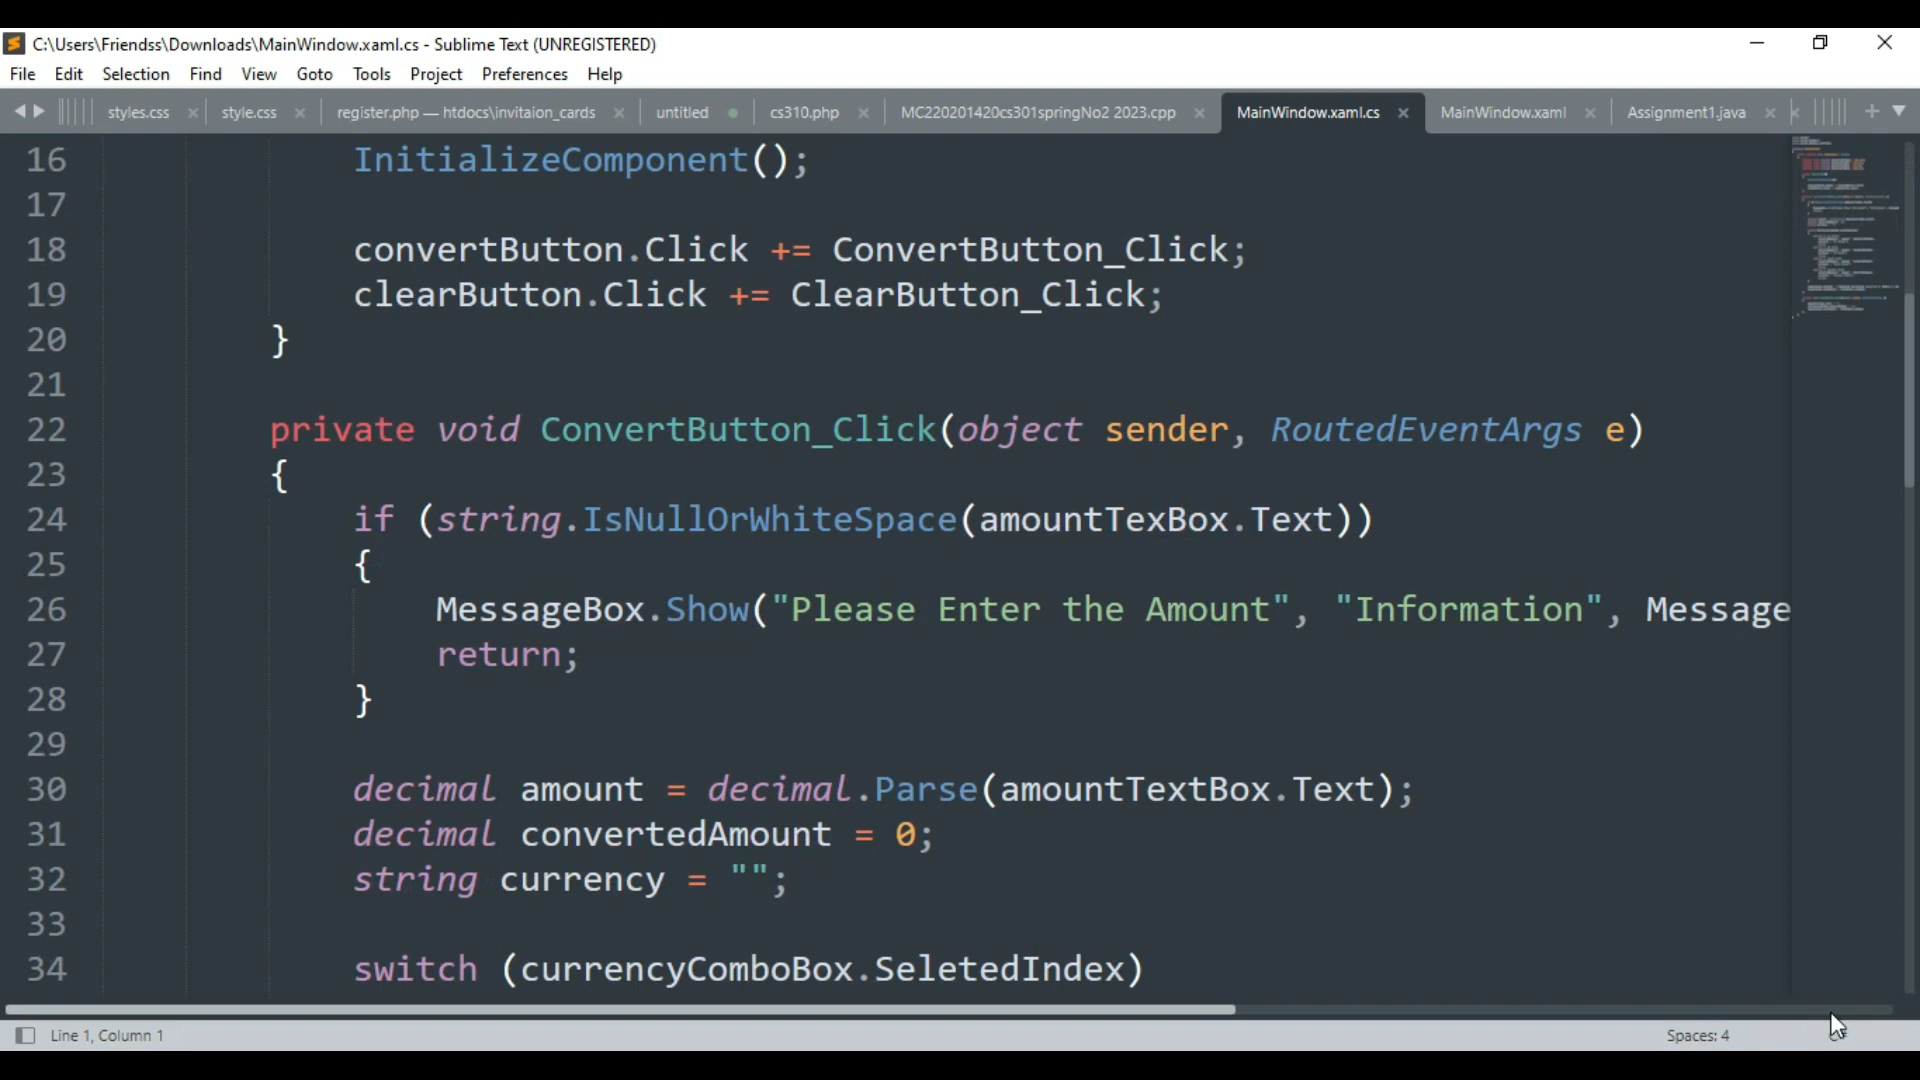 C:\Users\Friendss\Downloads\MainWindow.xaml.cs - Sublime Text (UNREGISTERED)
File Edit Selection Find View Goto Tools Project Preferences Help
styles.css style.css register.php — htdocs\invitaion_cards untitled cs310.php MC220201420cs301springNo2 2023.cpp MainWindow.xaml.cs MainWindow.xaml Assignment1.java
16 InitializeComponent();
17
18 convertButton.Click += ConvertButton_Click;
19 clearButton.Click += ClearButton_Click;
20 }
21
22 private void ConvertButton_Click(object sender, RoutedEventArgs e)
23 {
24 if (string.IsNullOrWhiteSpace(amountTexBox.Text))
25 {
26 MessageBox.Show("Please Enter the Amount", "Information", Message
27 return;
28 }
29
30 decimal amount = decimal.Parse(amountTextBox.Text);
31 decimal convertedAmount = 0;
32 string currency = "";
33
34 switch (currencyComboBox.SeletedIndex)
Line 1, Column 1 Spaces: 4